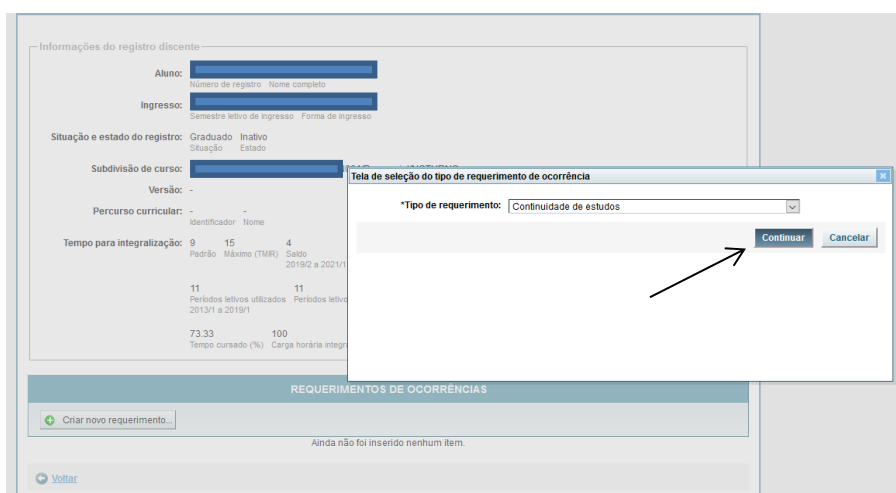 Informações do registro discente
Aluno:
Número de registro Nome completo
Ingresso:
Semestre letivo de ingresso Forma de ingresso
Situação e estado do registro: Graduado Inativo
Situação Estado
Subdivisão de curso:
Versão: -
Percurso curricular: - -
Identificador Nome
Tempo para integralização: 9 15 4
Padrão Máximo (TMIR) Saldo
2019/2 a 2021/1
11 11
Períodos letivos utilizados Períodos letivo
2013/1 a 2019/1
73.33 100
Tempo cursado (%) Carga horária integr
Tela de seleção do tipo de requerimento de ocorrência
*Tipo de requerimento: Continuidade de estudos
Continuar Cancelar
REQUERIMENTOS DE OCORRÊNCIAS
Criar novo requerimento...
Ainda não foi inserido nenhum item.
Voltar